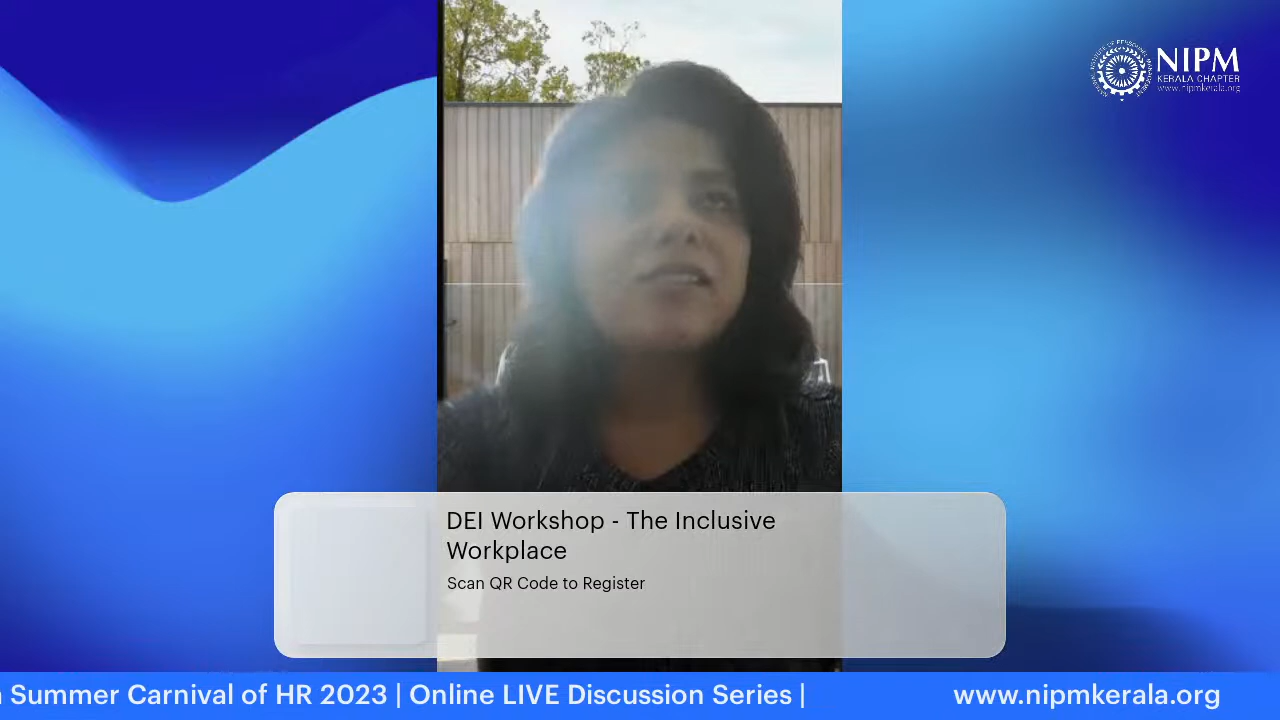 NIPM
KERALA CHAPTER
www.nipmkerala.org
DEI Workshop - The Inclusive
Workplace
Scan QR Code to Register
Summer Carnival of HR 2023 | Online LIVE Discussion Series |
www.nipmkerala.org